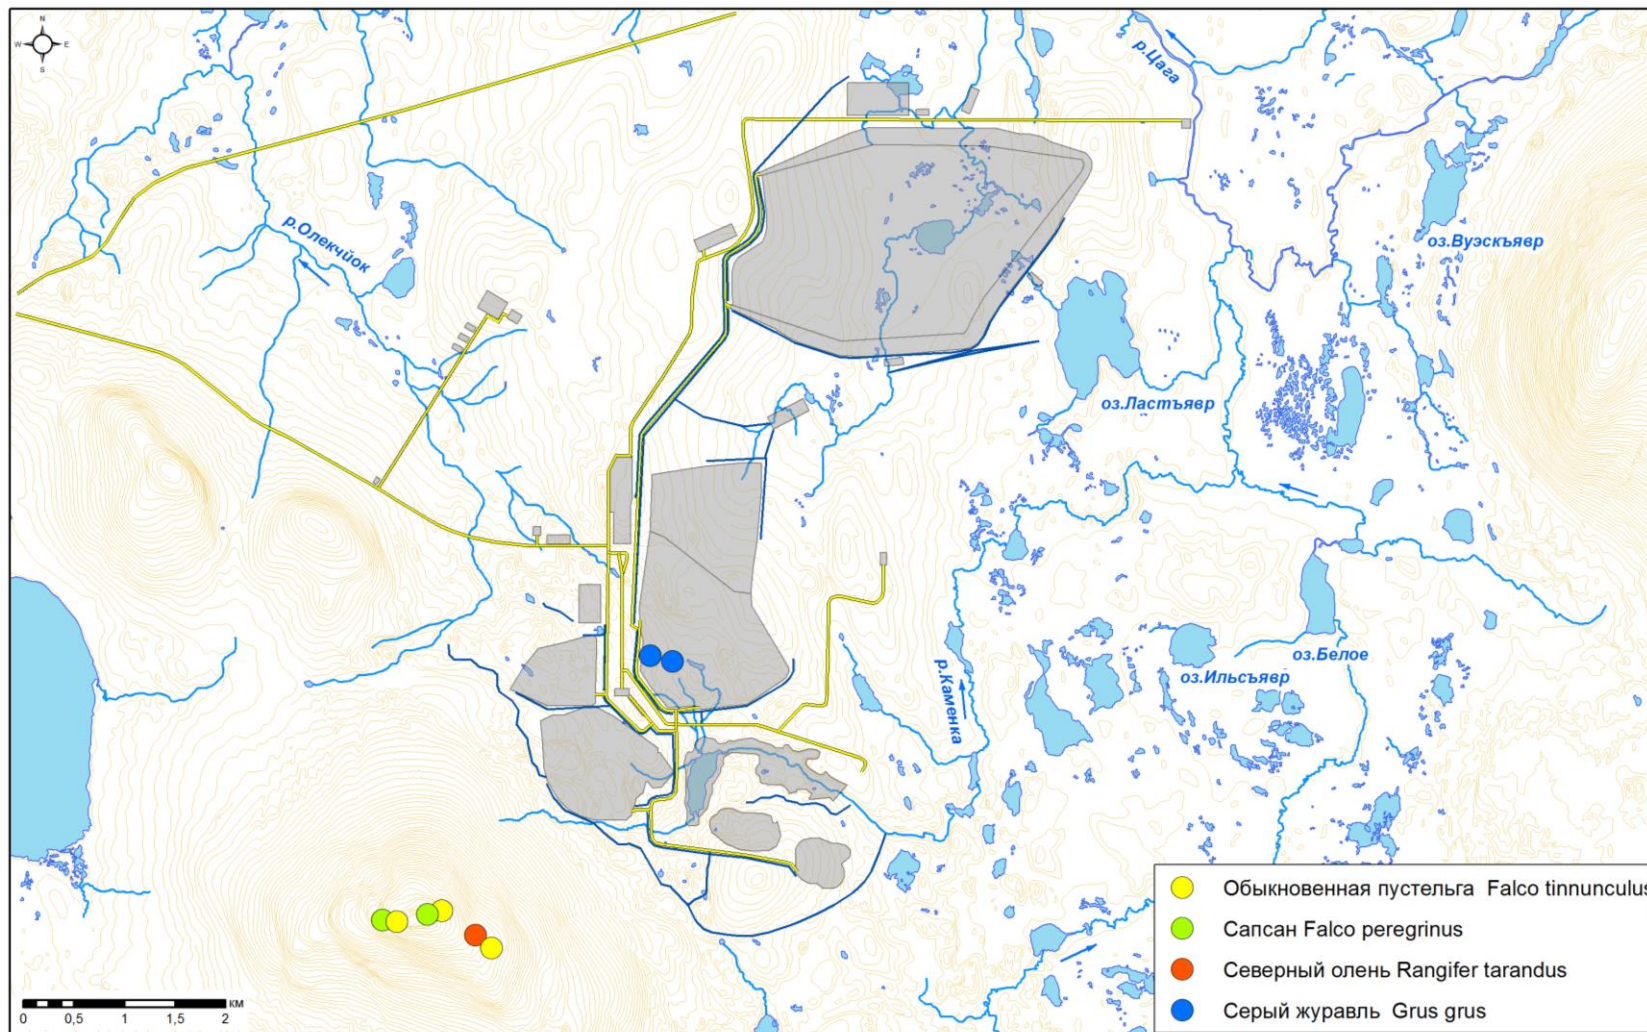 N
W E
S
р.Цага
р.Олекчйок
оз.Вуэскъявр
оз.Ластъявр
оз.Белое
оз.Ильсъявр
р.Каменка
Обыкновенная пустельга Falco tinnunculus
Сапсан Falco peregrinus
Северный олень Rangifer tarandus
Серый журавль Grus grus
км
0 0,5 1 1,5 2